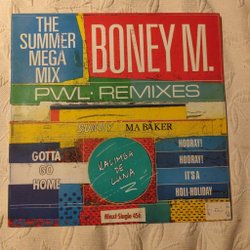 THE
SUMMER
MEGA
MIX
BONEY M.
PWL· REMIXES
MA BAKER
GOTTA
GO
HOME
KALIMBA
DE
LUNA
HOORAY!
HOORAY!
IT'S A
HOLI-HOLIDAY
Maxi-Single 45